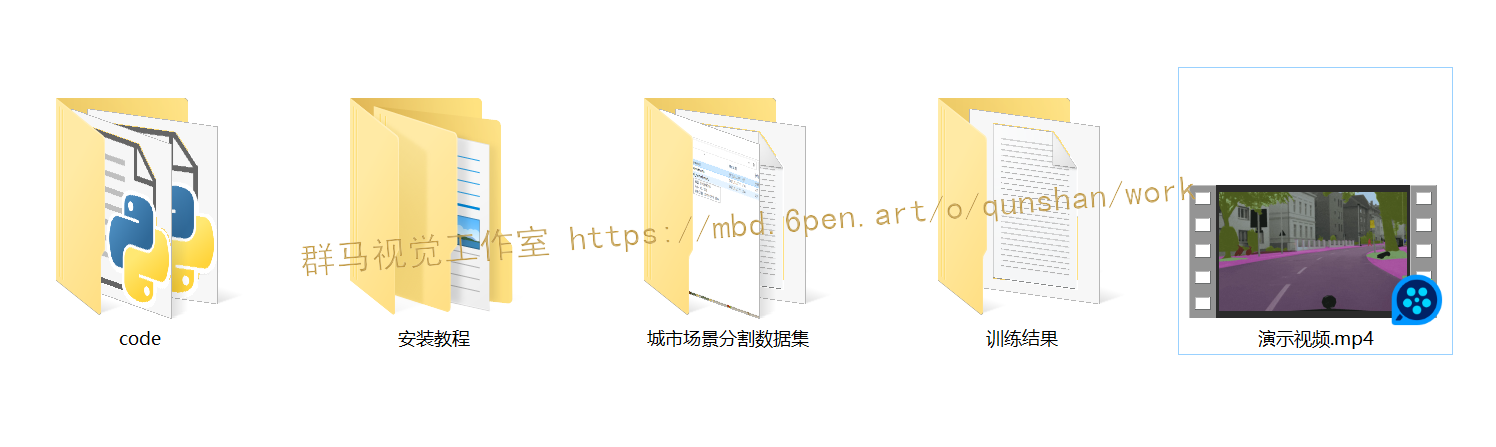 群马视觉工作室 https://mbd.6pen.art/o/qunshan/work
code
安装教程
城市场景分割数据集
训练结果
演示视频.mp4